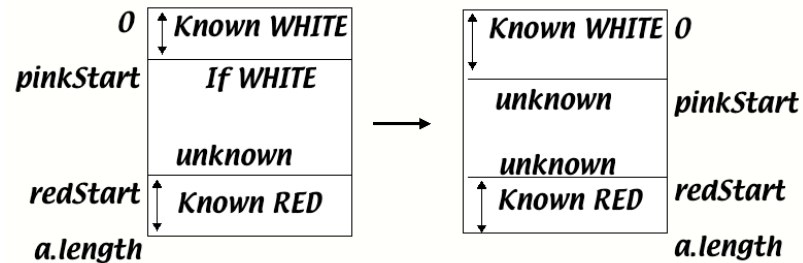 0 Known WHITE
pinkStart If WHITE
unknown
redStart Known RED
a.length
Known WHITE 0
unknown pinkStart
unknown
Known RED redStart
a.length